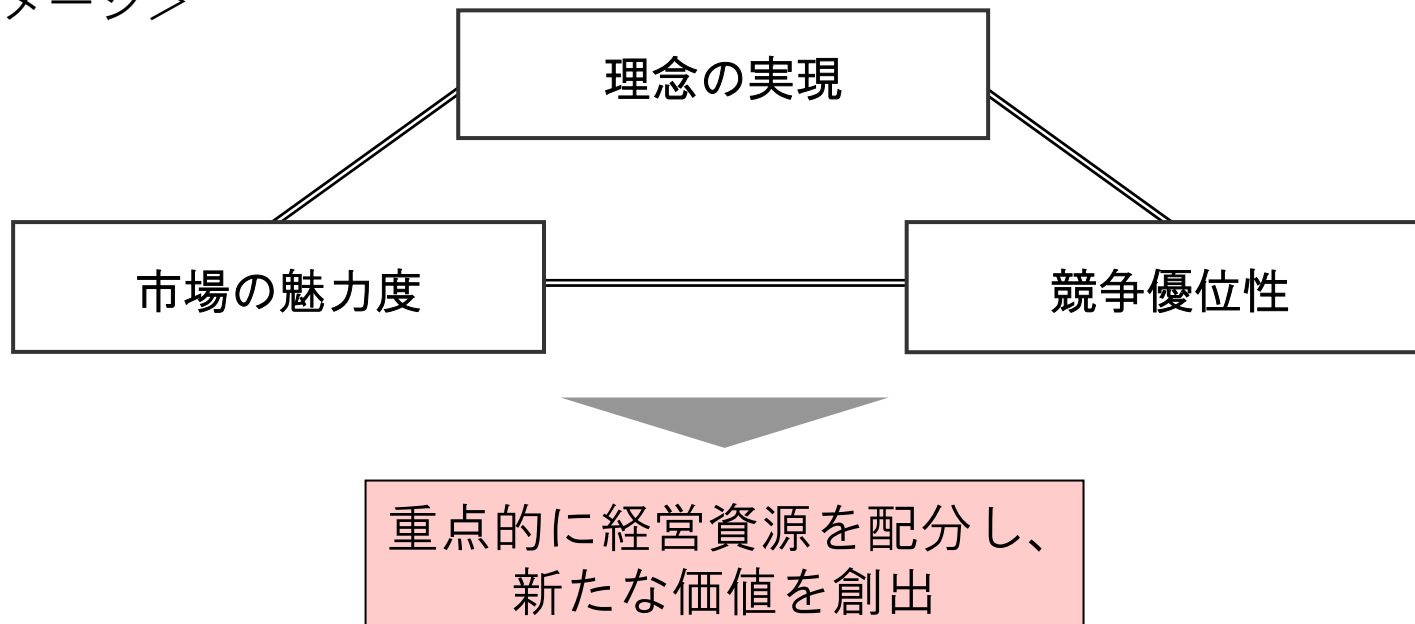 メージ＞
理念の実現
市場の魅力度
競争優位性
重点的に経営資源を配分し、
新たな価値を創出